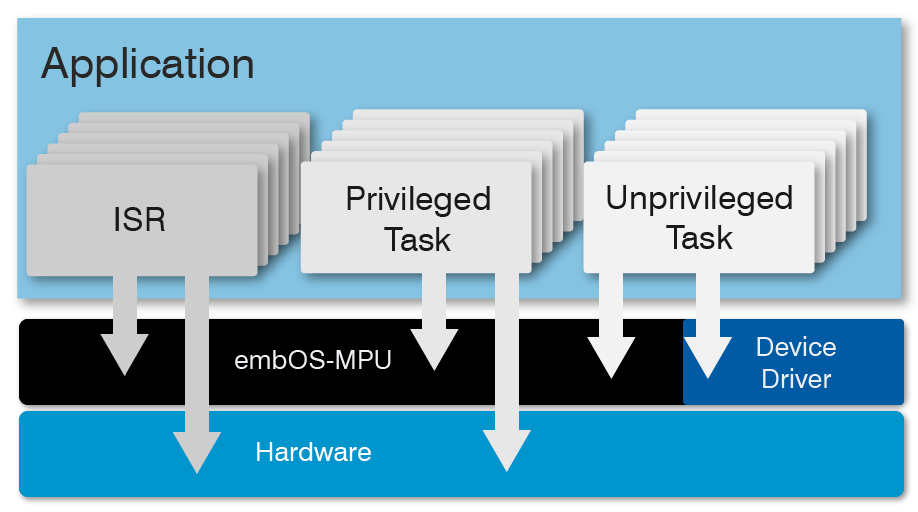 Application
ISR
Privileged
Task
Unprivileged
Task
embOS-MPU
Device
Driver
Hardware